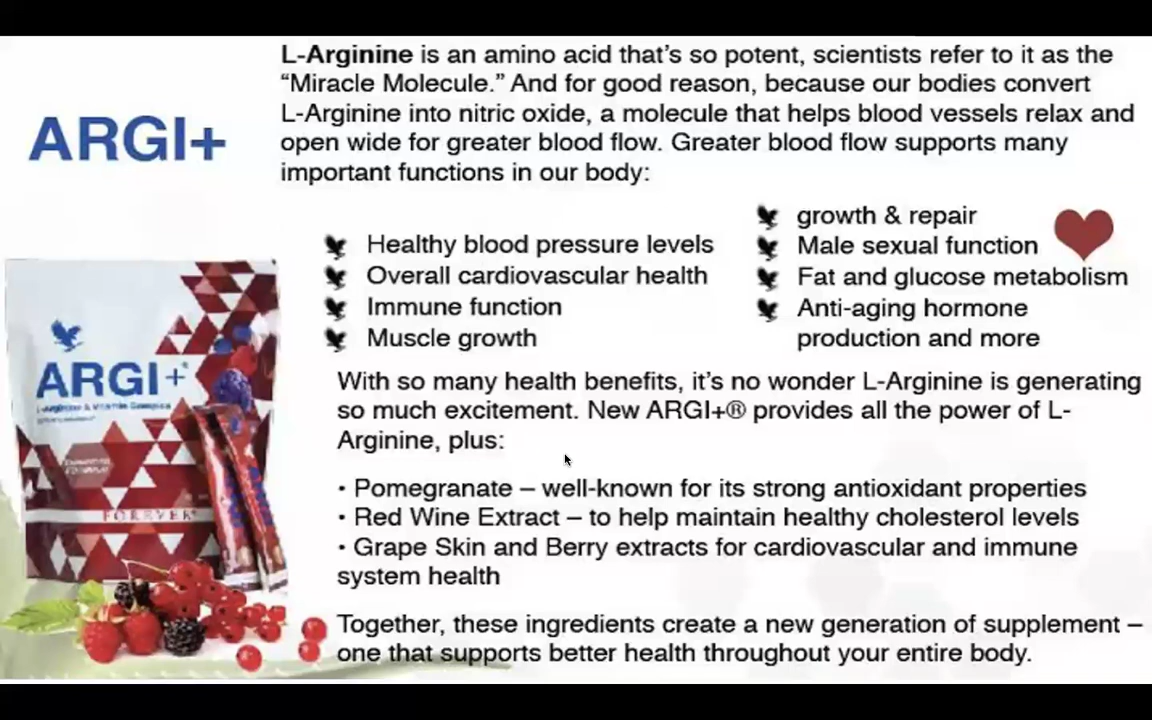 L-Arginine is an amino acid that's so potent, scientists refer to it as the
"Miracle Molecule." And for good reason, because our bodies convert
L-Arginine into nitric oxide, a molecule that helps blood vessels relax and
open wide for greater blood flow. Greater blood flow supports many
important functions in our body:
ARGI+
Healthy blood pressure levels
Overall cardiovascular health
Immune function
Muscle growth
growth & repair
Male sexual function
Fat and glucose metabolism
Anti-aging hormone
production and more
ARGI+
L-Arginine & Vitamin Complex
FOREVER
With so many health benefits, it's no wonder L-Arginine is generating
so much excitement. New ARGI+® provides all the power of L-
Arginine, plus:
• Pomegranate – well-known for its strong antioxidant properties
• Red Wine Extract – to help maintain healthy cholesterol levels
• Grape Skin and Berry extracts for cardiovascular and immune
system health
Together, these ingredients create a new generation of supplement –
one that supports better health throughout your entire body.